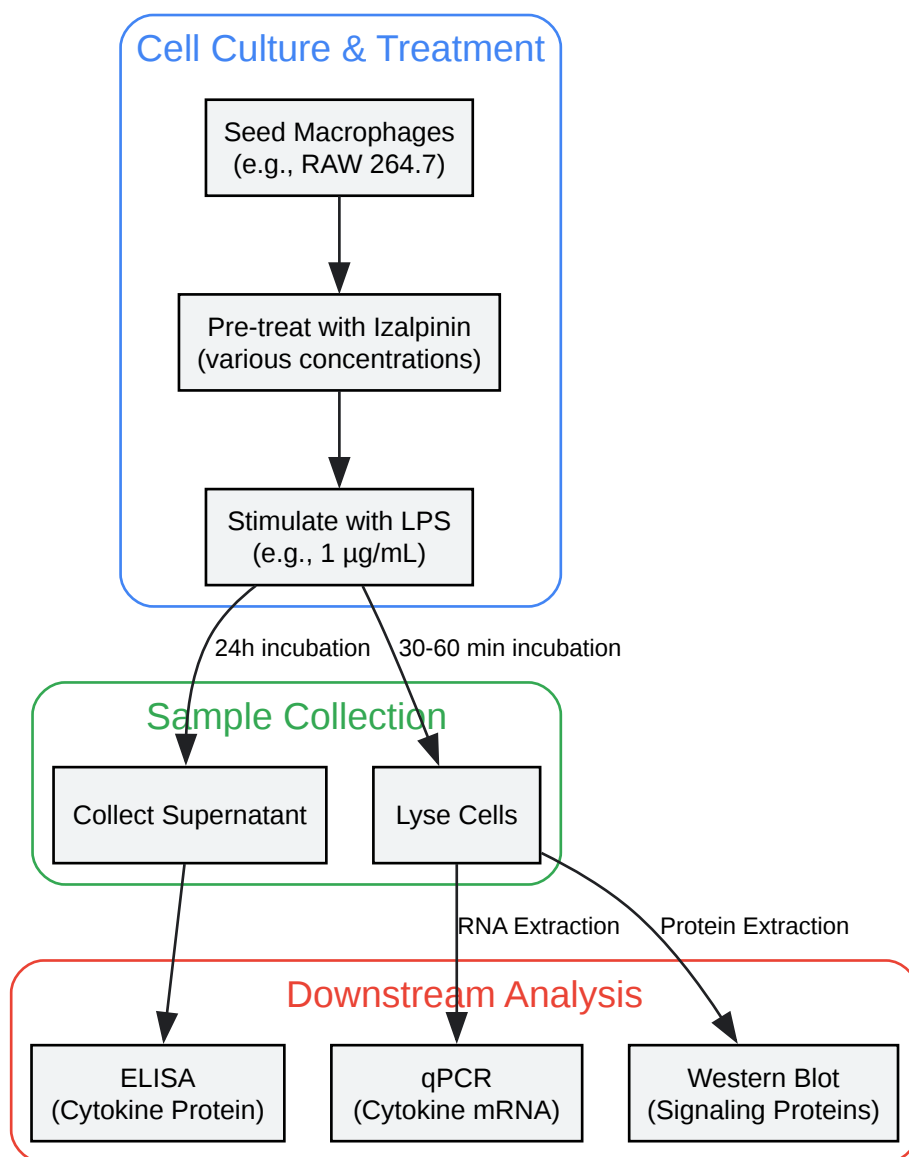 Cell Culture & Treatment
Seed Macrophages
(e.g., RAW 264.7)
Pre-treat with Izalpinin
(various concentrations)
Stimulate with LPS
(e.g., 1 µg/mL)
24h incubation
30-60 min incubation
Sample Collection
Collect Supernatant
Lyse Cells
RNA Extraction
Protein Extraction
Downstream Analysis
ELISA
(Cytokine Protein)
qPCR
(Cytokine mRNA)
Western Blot
(Signaling Proteins)